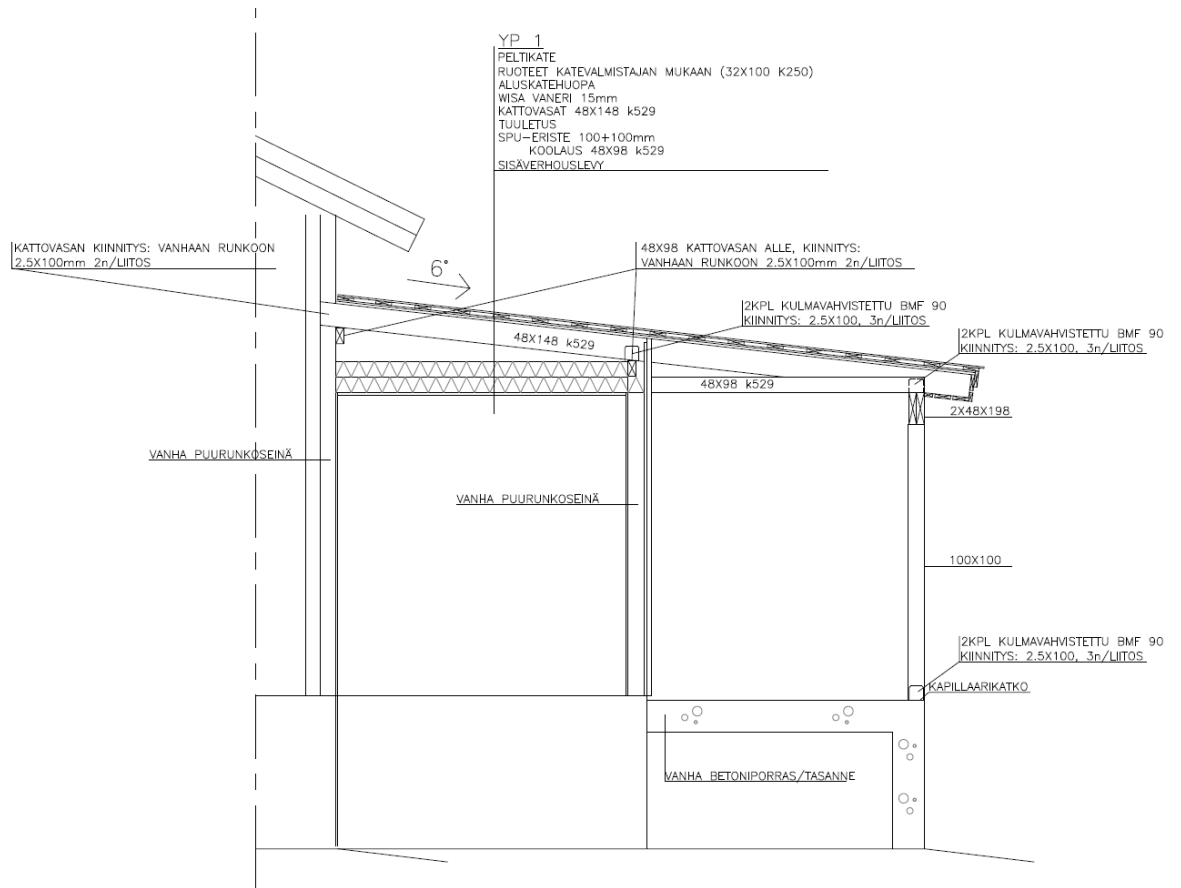 YP 1
PELTIKATE
RUOTEET KATEVALMISTAJAN MUKAAN (32X100 K250)
ALUSKATEHUOPA
WISA VANERI 15mm
KATTOVASAT 48X148 k529
TUULETUS
SPU-ERISTE 100+100mm
KOOLAUS 48X98 k529
SISÄVERHOUSLEVY
KATTOVASAN KIINNITYS: VANHAAN RUNKOON
2.5X100mm 2n/LIITOS
6°
48X98 KATTOVASAN ALLE, KIINNITYS:
VANHAAN RUNKOON 2.5X100mm 2n/LIITOS
2KPL KULMAVAHVISTETTU BMF 90
KIINNITYS: 2.5X100, 3n/LIITOS
2KPL KULMAVAHVISTETTU BMF 90
KIINNITYS: 2.5X100, 3n/LIITOS
48X148 k529
48X98 k529
2X48X198
VANHA PUURUNKOSEINÄ
VANHA PUURUNKOSEINÄ
100X100
2KPL KULMAVAHVISTETTU BMF 90
KIINNITYS: 2.5X100, 3n/LIITOS
KAPILLAARIKATKO
VANHA BETONIPORRAS/TASANNE